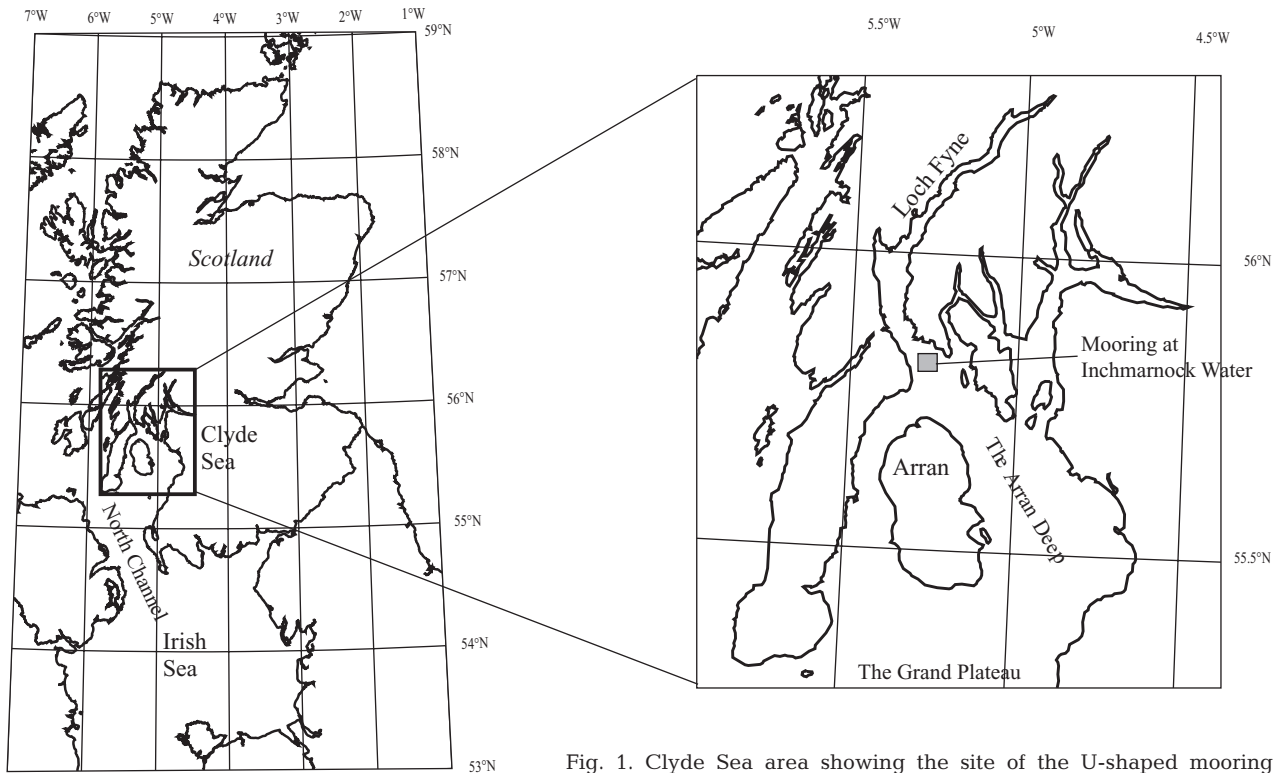 7°W 6°W 5°W 4°W 3°W 2°W 1°W
59°N
58°N
57°N
56°N
55°N
54°N
53°N
Scotland
Clyde
Sea
North Channel
Irish
Sea
5.5°W 5°W 4.5°W
Loch Fyne
56°N
Mooring at
Inchmarnock Water
Arran
The Arran Deep
55.5°N
The Grand Plateau
Fig. 1. Clyde Sea area showing the site of the U-shaped mooring